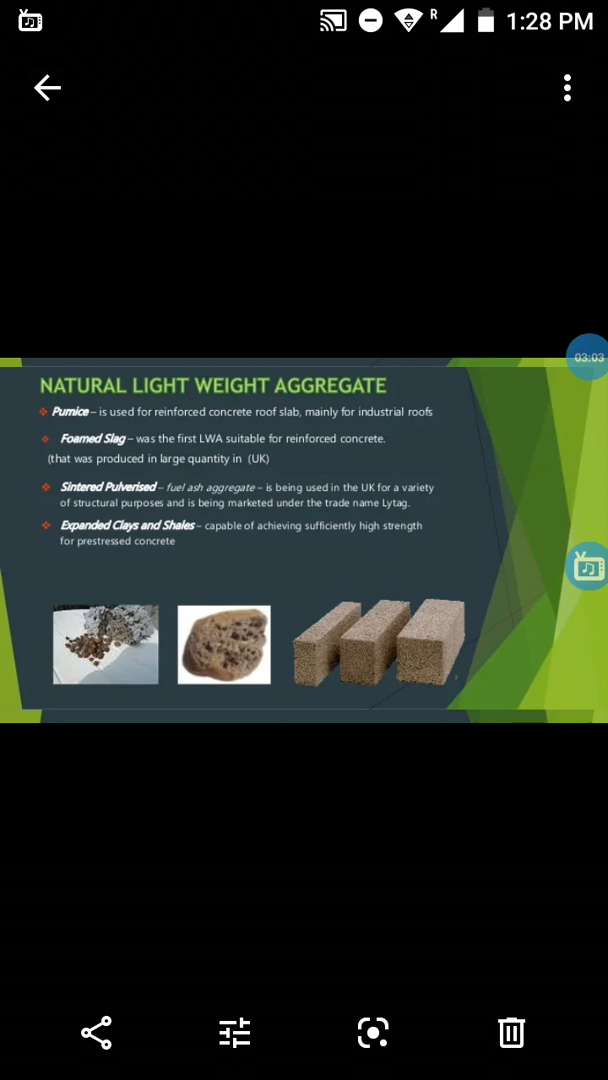 R 1:28 PM
03:03
NATURAL LIGHT WEIGHT AGGREGATE
❖ Pumice – is used for reinforced concrete roof slab, mainly for industrial roofs
❖ Foamed Slag – was the first LWA suitable for reinforced concrete.
(that was produced in large quantity in (UK)
❖ Sintered Pulverised – fuel ash aggregate – is being used in the UK for a variety
of structural purposes and is being marketed under the trade name Lytag.
❖ Expanded Clays and Shales – capable of achieving sufficiently high strength
for prestressed concrete